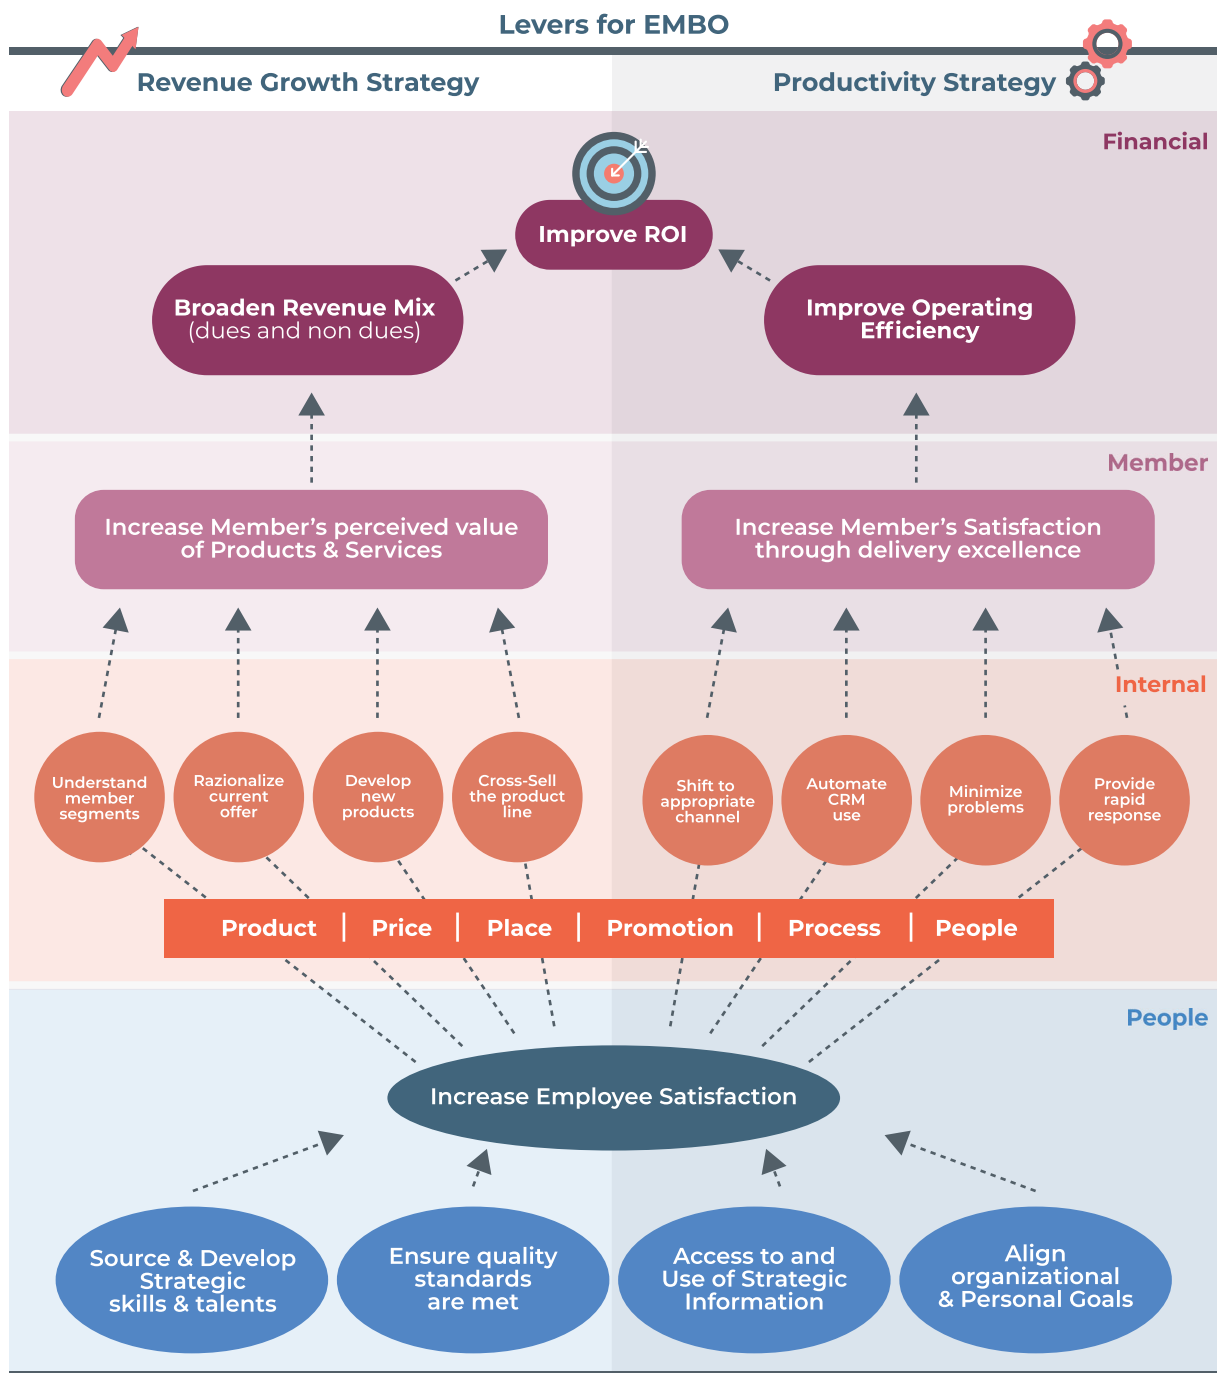 Levers for EMBO
Revenue Growth Strategy
Productivity Strategy
Financial
Improve ROI
Broaden Revenue Mix
(dues and non dues)
Improve Operating
Efficiency
Member
Increase Member’s perceived value
of Products & Services
Increase Member’s Satisfaction
through delivery excellence
Internal
Understand
member
segments
Razionalize
current
offer
Develop
new
products
Cross-Sell
the product
line
Shift to
appropriate
channel
Automate
CRM
use
Minimize
problems
Provide
rapid
response
Product | Price | Place | Promotion | Process | People
People
Increase Employee Satisfaction
Source & Develop
Strategic
skills & talents
Ensure quality
standards
are met
Access to and
Use of Strategic
Information
Align
organizational
& Personal Goals